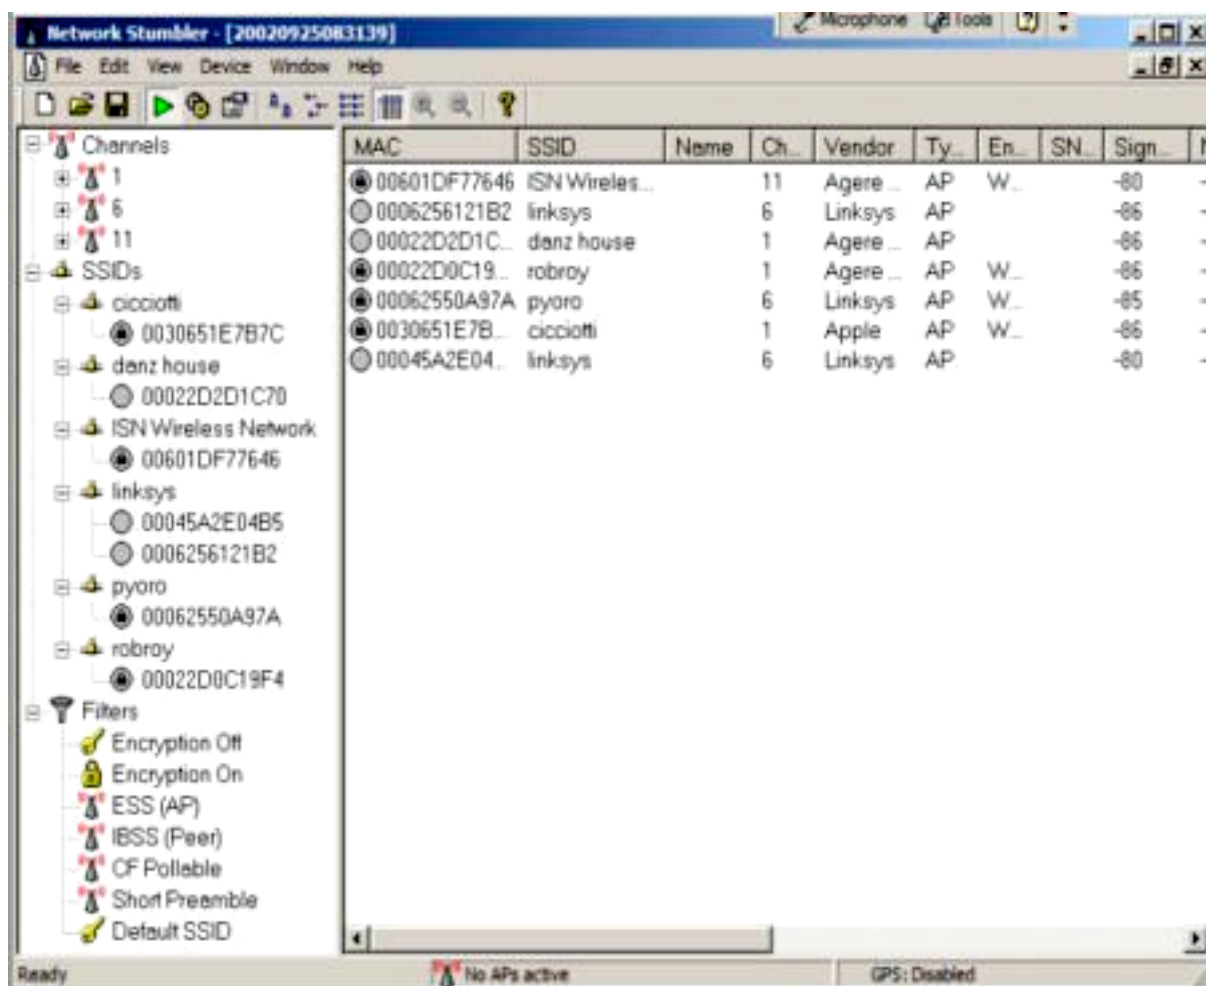 Network Stumbler - [20020925083139]
Microphone Tools
File Edit View Device Window Help
Channels
1
6
11
SSIDs
cicciotti
0030651E7B7C
danz house
00022D2D1C70
ISN Wireless Network
00601DF77646
linksys
00045A2E04B5
0006256121B2
pyoro
00062550A97A
robroy
00022D0C19F4
Filters
Encryption Off
Encryption On
ESS (AP)
IBSS (Peer)
CF Pollable
Short Preamble
Default SSID
MAC SSID Name Ch... Vendor Ty... En... SN... Sign...
00601DF77646 ISN Wireles... 11 Agere ... AP W... -80
0006256121B2 linksys 6 Linksys AP -86
00022D2D1C... danz house 1 Agere ... AP -86
00022D0C19... robroy 1 Agere ... AP W... -86
00062550A97A pyoro 6 Linksys AP W... -85
0030651E7B... cicciotti 1 Apple AP W... -86
00045A2E04... linksys 6 Linksys AP -80
Ready No APs active GPS: Disabled